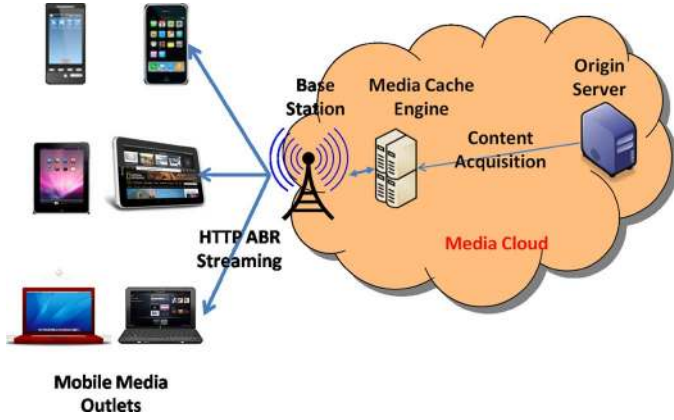 Base
Station
Media Cache
Engine
Origin
Server
Content
Acquisition
HTTP ABR
Streaming
Media Cloud
Mobile Media
Outlets